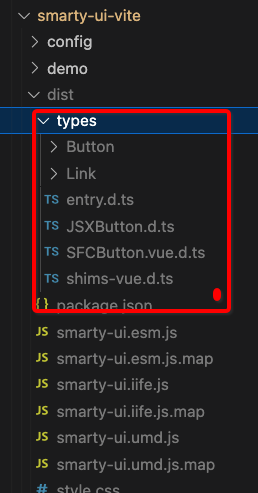 smarty-ui-vite
config
demo
dist
types
Button
Link
TS entry.d.ts
TS JSXButton.d.ts
TS SFCButton.vue.d.ts
TS shims-vue.d.ts
{} package.json
JS smarty-ui.esm.js
JS smarty-ui.esm.js.map
JS smarty-ui.iife.js
JS smarty-ui.iife.js.map
JS smarty-ui.umd.js
JS smarty-ui.umd.js.map
# style.css